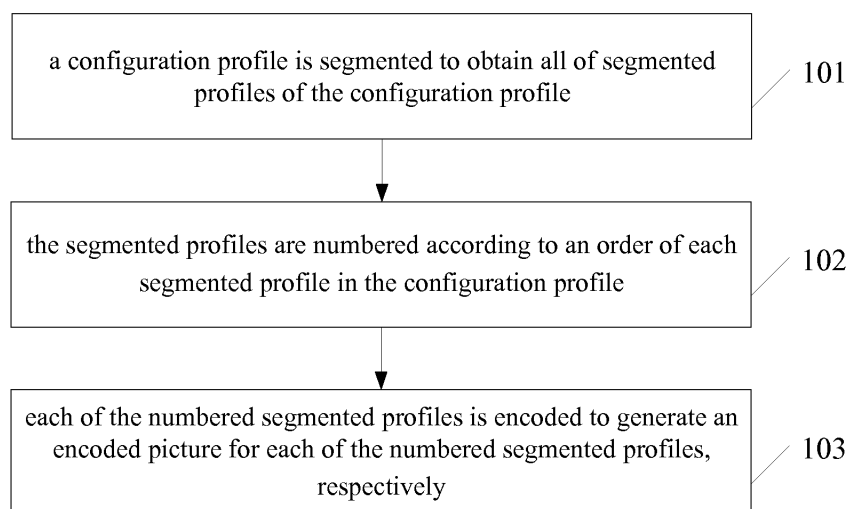 a configuration profile is segmented to obtain all of segmented
profiles of the configuration profile
101
the segmented profiles are numbered according to an order of each
segmented profile in the configuration profile
102
each of the numbered segmented profiles is encoded to generate an
encoded picture for each of the numbered segmented profiles,
respectively
103